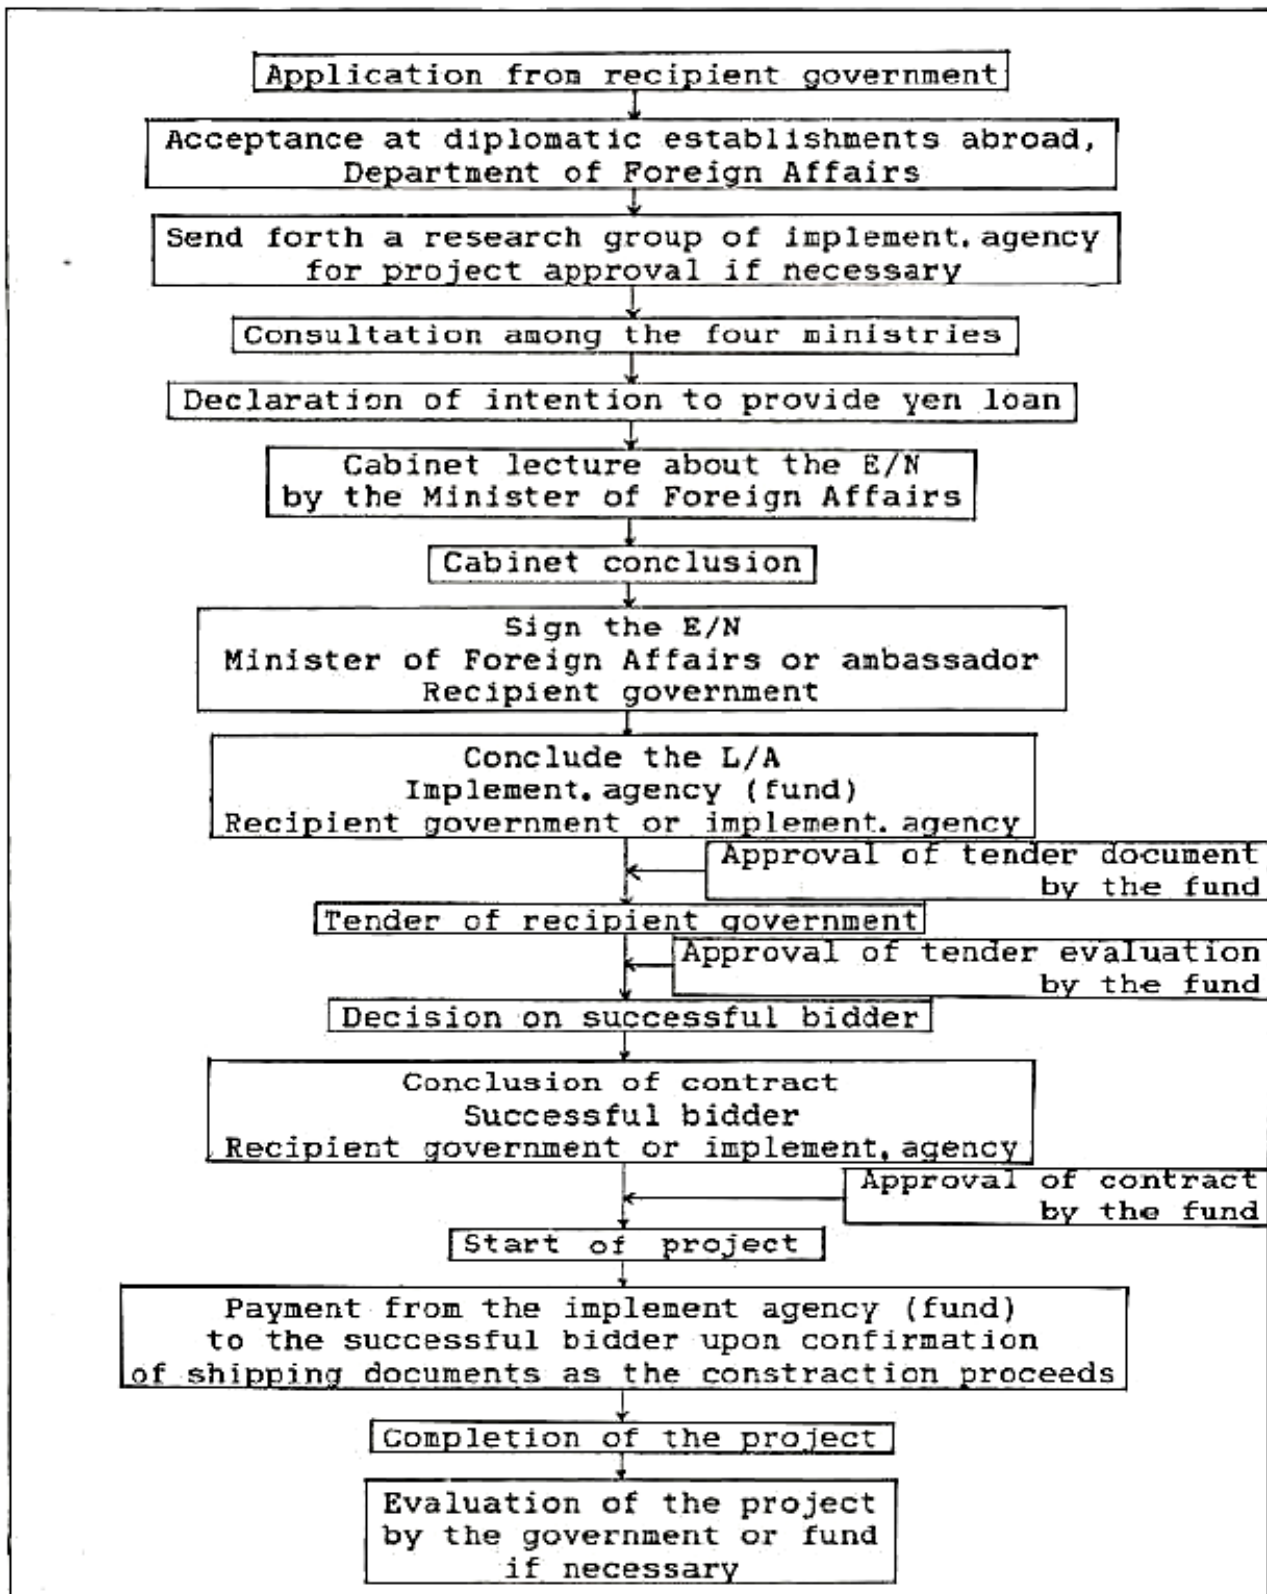 Application from recipient government
Acceptance at diplomatic establishments abroad,
Department of Foreign Affairs
Send forth a research group of implement.agency
for project approval if necessary
Consultation among the four ministries
Declaration of intention to provide yen loan
Cabinet lecture about the E/N
by the Minister of Foreign Affairs
Cabinet conclusion
Sign the E/N
Minister of Foreign Affairs or ambassador
Recipient government
Conclude the L/A
Implement.agency (fund)
Recipient government or implement.agency
Approval of tender document
by the fund
Tender of recipient government
Approval of tender evaluation
by the fund
Decision on successful bidder
Conclusion of contract
Successful bidder
Recipient government or implement.agency
Approval of contract
by the fund
Start of project
Payment from the implement agency (fund)
to the successful bidder upon confirmation
of shipping documents as the constraction proceeds
Completion of the project
Evaluation of the project
by the government or fund
if necessary